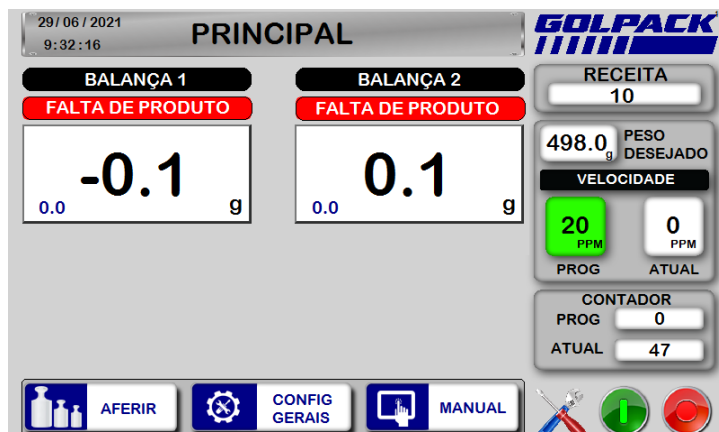 29/ 06 / 2021
9:32:16
PRINCIPAL
GOLPACK
BALANÇA 1
FALTA DE PRODUTO
-0.1
0.0
g
BALANÇA 2
FALTA DE PRODUTO
0.1
0.0
g
RECEITA
10
498.0 g
PESO
DESEJADO
VELOCIDADE
20
PPM
PROG
0
PPM
ATUAL
CONTADOR
PROG 0
ATUAL 47
AFERIR
CONFIG
GERAIS
MANUAL